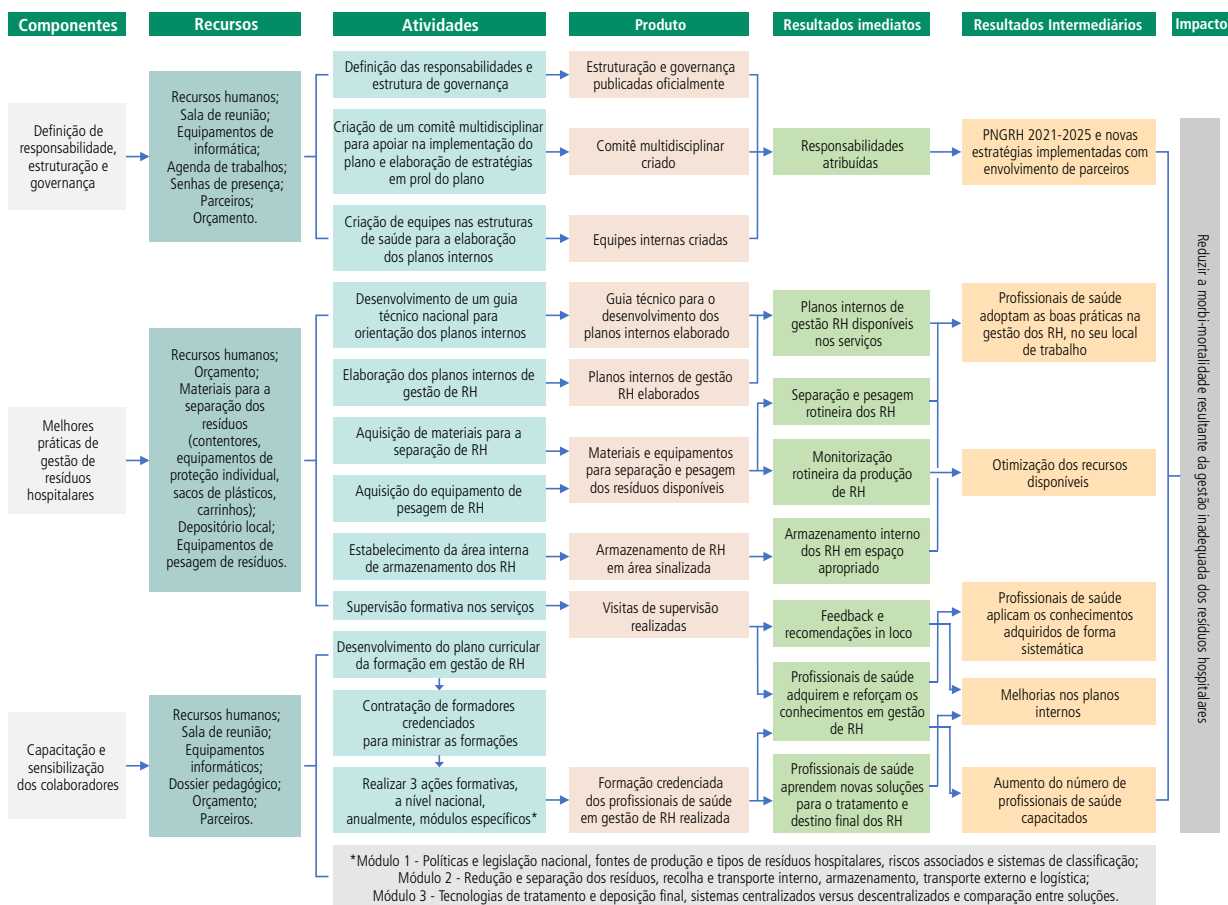 Componentes
Recursos
Atividades
Produto
Resultados imediatos
Resultados Intermediários
Impacto
Definição de
responsabilidade,
estruturação e
governança
Recursos humanos;
Sala de reunião;
Equipamentos de
informática;
Agenda de trabalhos;
Senhas de presença;
Parceiros;
Orçamento.
Definição das responsabilidades e
estrutura de governança
Criação de um comitê multidisciplinar
para apoiar na implementação do
plano e elaboração de estratégias
em prol do plano
Criação de equipes nas estruturas
de saúde para a elaboração
dos planos internos
Estruturação e governança
publicadas oficialmente
Comitê multidisciplinar
criado
Equipes internas criadas
Responsabilidades
atribuídas
PNGRH 2021-2025 e novas
estratégias implementadas com
envolvimento de parceiros
Melhores
práticas de
gestão de
resíduos
hospitalares
Recursos humanos;
Orçamento;
Materiais para a
separação dos
resíduos
(contentores,
equipamentos de
proteção individual,
sacos de plásticos,
carrinhos);
Depositório local;
Equipamentos de
pesagem de resíduos.
Desenvolvimento de um guia
técnico nacional para
orientação dos planos internos
Elaboração dos planos internos de
gestão de RH
Aquisição de materiais para a
separação de RH
Aquisição do equipamento de
pesagem de RH
Estabelecimento da área interna
de armazenamento dos RH
Supervisão formativa nos serviços
Guia técnico para o
desenvolvimento dos
planos internos elaborado
Planos internos de gestão
RH elaborados
Materiais e equipamentos
para separação e pesagem
dos resíduos disponíveis
Armazenamento de RH
em área sinalizada
Visitas de supervisão
realizadas
Planos internos de
gestão RH disponíveis
nos serviços
Separação e pesagem
rotineira dos RH
Monitorização
rotineira da produção
de RH
Armazenamento interno
dos RH em espaço
apropriado
Feedback e
recomendações in loco
Profissionais de saúde
adoptam as boas práticas na
gestão dos RH, no seu local
de trabalho
Otimização dos recursos
disponíveis
Profissionais de saúde
aplicam os conhecimentos
adquiridos de forma
sistemática
Capacitação e
sensibilização
dos colaboradores
Recursos humanos;
Sala de reunião;
Equipamentos
informáticos;
Dossier pedagógico;
Orçamento;
Parceiros.
Desenvolvimento do plano curricular
da formação em gestão de RH
Contratação de formadores
credenciados
para ministrar as formações
Realizar 3 ações formativas,
a nível nacional,
anualmente, módulos específicos*
Formação credenciada
dos profissionais de saúde
em gestão de RH realizada
Profissionais de saúde
adquirem e reforçam os
conhecimentos em gestão
de RH
Profissionais de saúde
aprendem novas soluções
para o tratamento e
destino final dos RH
Melhorias nos planos
internos
Aumento do número de
profissionais de saúde
capacitados
Reduzir a morbi-mortalidade resultante da gestão inadequada dos resíduos hospitalares
*Módulo 1 - Políticas e legislação nacional, fontes de produção e tipos de resíduos hospitalares, riscos associados e sistemas de classificação;
Módulo 2 - Redução e separação dos resíduos, recolha e transporte interno, armazenamento, transporte externo e logística;
Módulo 3 - Tecnologias de tratamento e deposição final, sistemas centralizados versus descentralizados e comparação entre soluções.